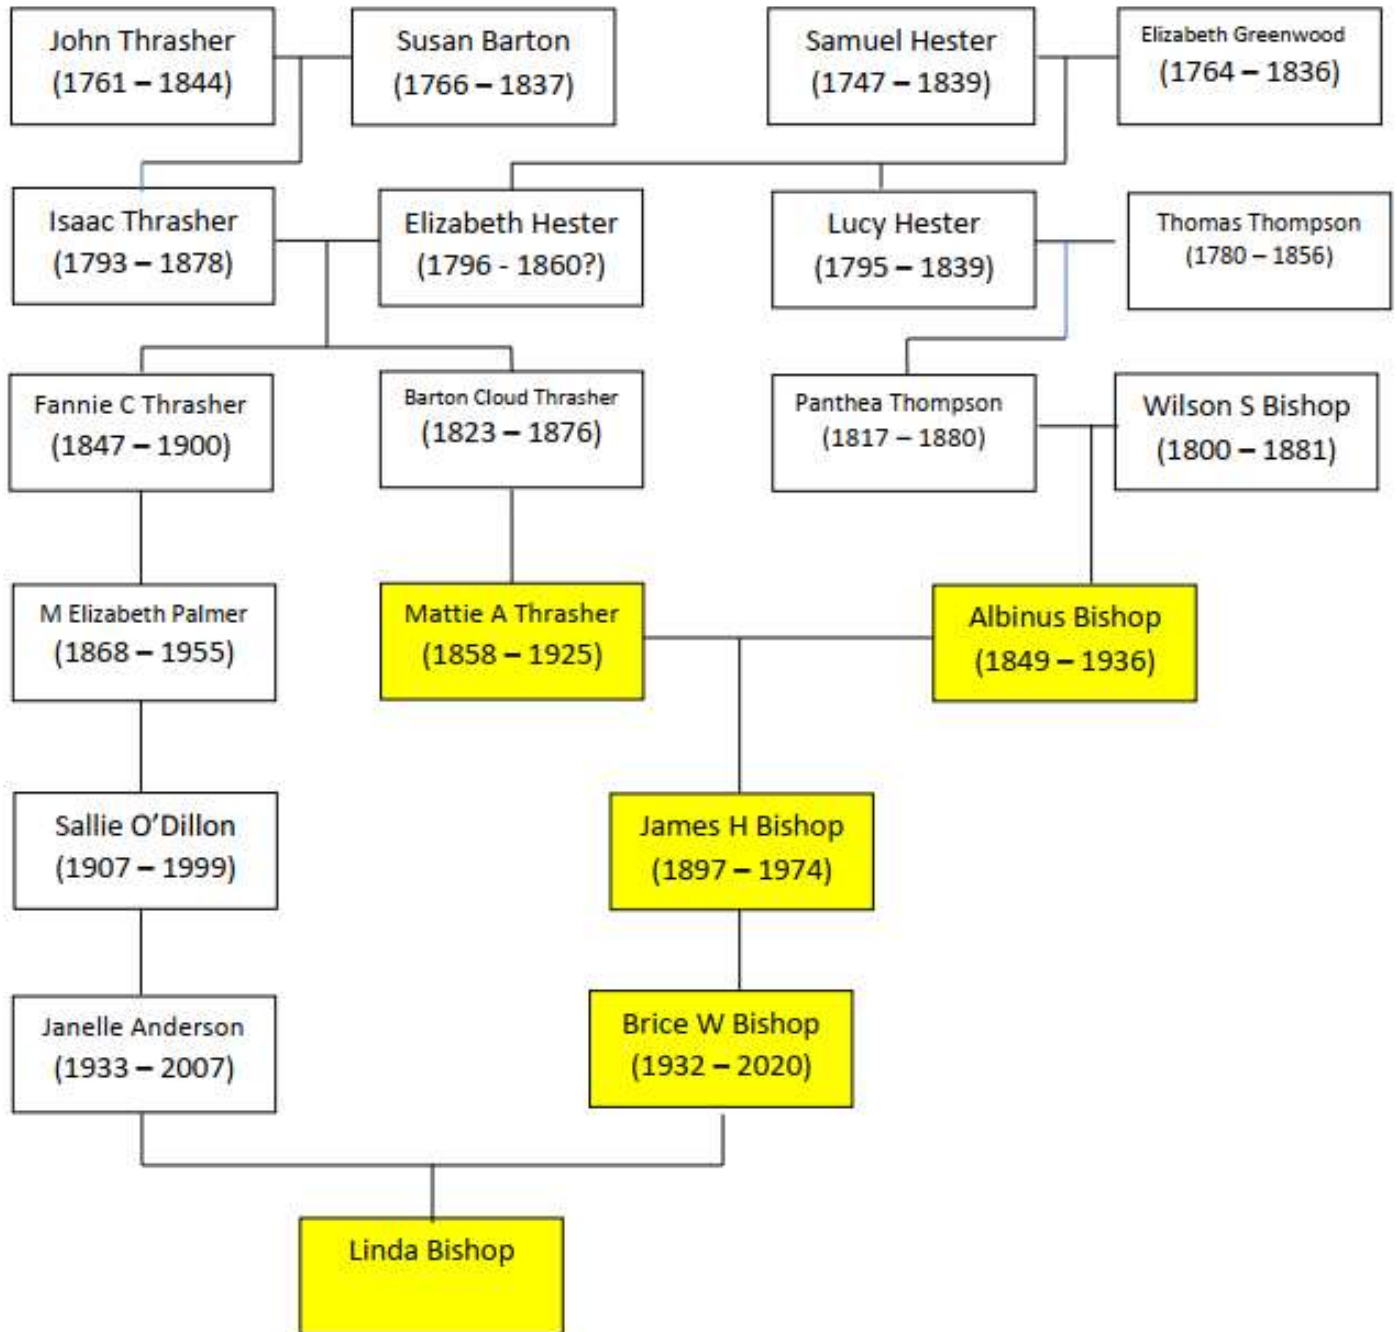 John Thrasher
(1761 – 1844)
Susan Barton
(1766 – 1837)
Samuel Hester
(1747 – 1839)
Elizabeth Greenwood
(1764 – 1836)
Isaac Thrasher
(1793 – 1878)
Elizabeth Hester
(1796 - 1860?)
Lucy Hester
(1795 – 1839)
Thomas Thompson
(1780 – 1856)
Fannie C Thrasher
(1847 – 1900)
Barton Cloud Thrasher
(1823 – 1876)
Panthea Thompson
(1817 – 1880)
Wilson S Bishop
(1800 – 1881)
M Elizabeth Palmer
(1868 – 1955)
Mattie A Thrasher
(1858 – 1925)
Albinus Bishop
(1849 – 1936)
Sallie O’Dillon
(1907 – 1999)
James H Bishop
(1897 – 1974)
Janelle Anderson
(1933 – 2007)
Brice W Bishop
(1932 – 2020)
Linda Bishop